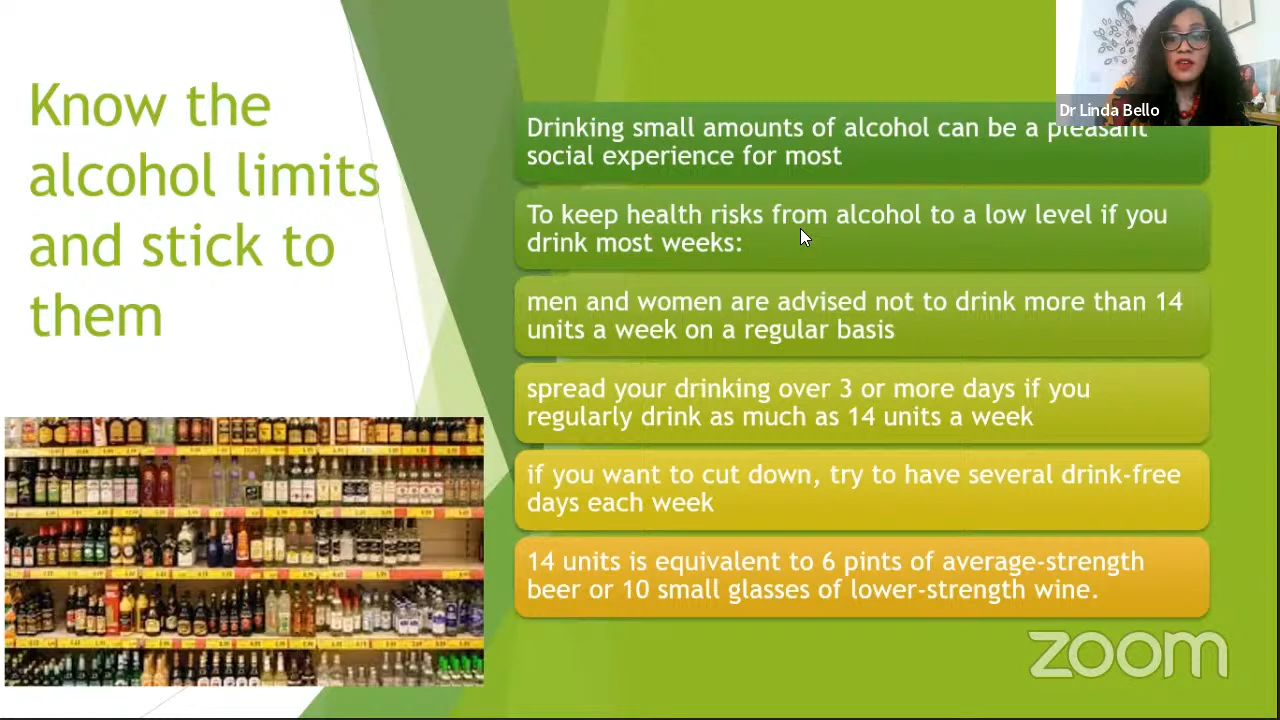 Know the
alcohol limits
and stick to
them
Dr Linda Bello
Drinking small amounts of alcohol can be a pleasant
social experience for most
To keep health risks from alcohol to a low level if you
drink most weeks:
men and women are advised not to drink more than 14
units a week on a regular basis
spread your drinking over 3 or more days if you
regularly drink as much as 14 units a week
if you want to cut down, try to have several drink-free
days each week
14 units is equivalent to 6 pints of average-strength
beer or 10 small glasses of lower-strength wine.
zoom